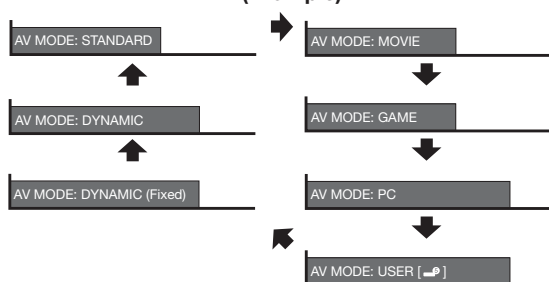 AV MODE: STANDARD
AV MODE: MOVIE
AV MODE: DYNAMIC
AV MODE: GAME
AV MODE: DYNAMIC (Fixed)
AV MODE: PC
AV MODE: USER [ ]